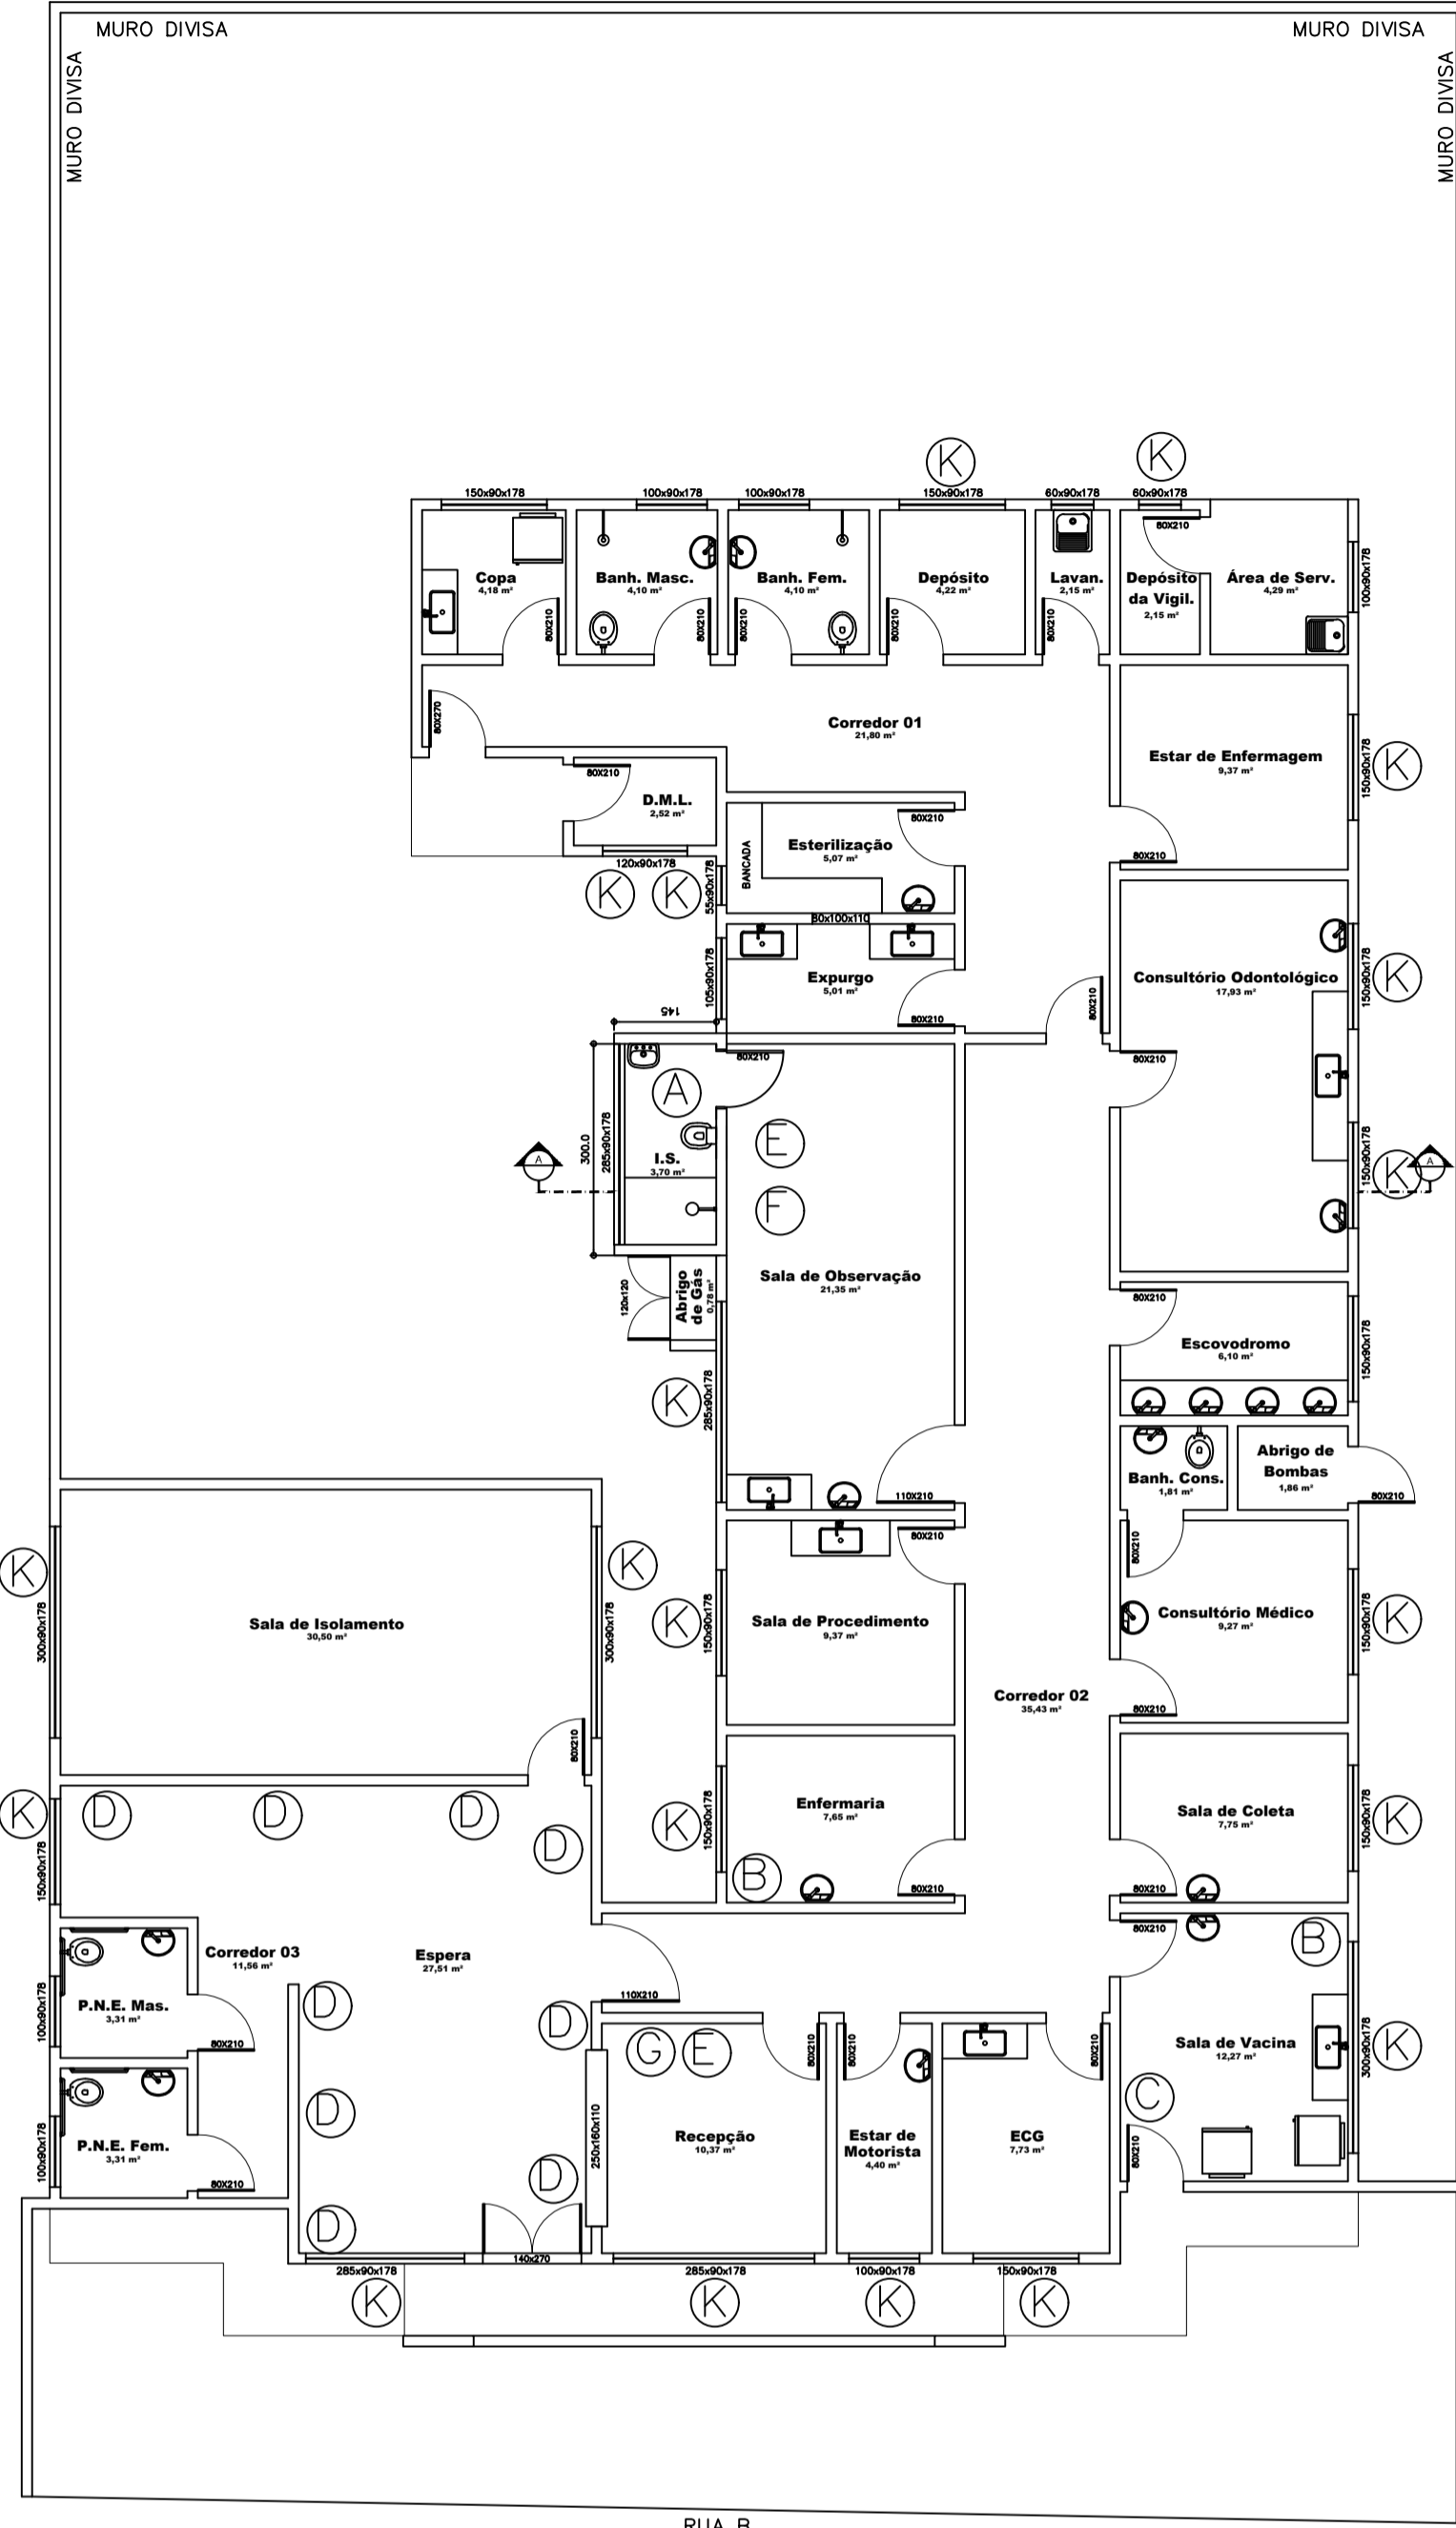 MURO DIVISA
MURO DIVISA
MURO DIVISA
MURO DIVISA
K
K
150x90x178
100x90x178
100x90x178
150x90x178
60x90x178
60x90x178
80X210
Copa
4,18 m²
80X210
Banh. Masc.
4,10 m²
80X210
Banh. Fem.
4,10 m²
80X210
Depósito
4,22 m²
80X210
Lavan.
2,15 m²
80X210
Depósito
da Vigil.
2,15 m²
Área de Serv.
4,29 m²
100x90x178
80X270
Corredor 01
21,80 m²
Estar de Enfermagem
9,37 m²
150x90x178
K
80X210
80X210
D.M.L.
2,52 m²
120x90x178
K
K
55x90x178
BANCADA
Esterilização
5,07 m²
80X210
80x100x110
Expurgo
5,01 m²
105x90x178
80X210
80X210
Consultório Odontológico
17,93 m²
150x90x178
K
80X210
150x90x178
K
A
145
300.0
285x90x178
80X210
A
I.S.
3,70 m²
A
E
F
Sala de Observação
21,35 m²
120x120
Abrigo
de Gás
0,78 m²
K
285x90x178
110X210
80X210
Escovodromo
6,10 m²
150x90x178
Banh. Cons.
1,81 m²
Abrigo de
Bombas
1,86 m²
80X210
80X210
K
300x90x178
Sala de Isolamento
30,50 m²
K
300x90x178
80X210
K
150x90x178
80X210
Sala de Procedimento
9,37 m²
Consultório Médico
9,27 m²
150x90x178
K
80X210
Corredor 02
35,43 m²
K
150x90x178
D
D
D
D
K
150x90x178
Enfermaria
7,65 m²
B
80X210
Sala de Coleta
7,75 m²
150x90x178
K
80X210
Corredor 03
11,56 m²
Espera
27,51 m²
P.N.E. Mas.
3,31 m²
100x90x178
80X210
D
D
110X210
80X210
B
Sala de Vacina
12,27 m²
300x90x178
K
C
80X210
P.N.E. Fem.
3,31 m²
100x90x178
80X210
D
D
D
140x270
250x160x110
G
E
80X210
Recepção
10,37 m²
80X210
Estar de
Motorista
4,40 m²
80X210
ECG
7,73 m²
285x90x178
285x90x178
100x90x178
150x90x178
K
K
K
K
RUA B